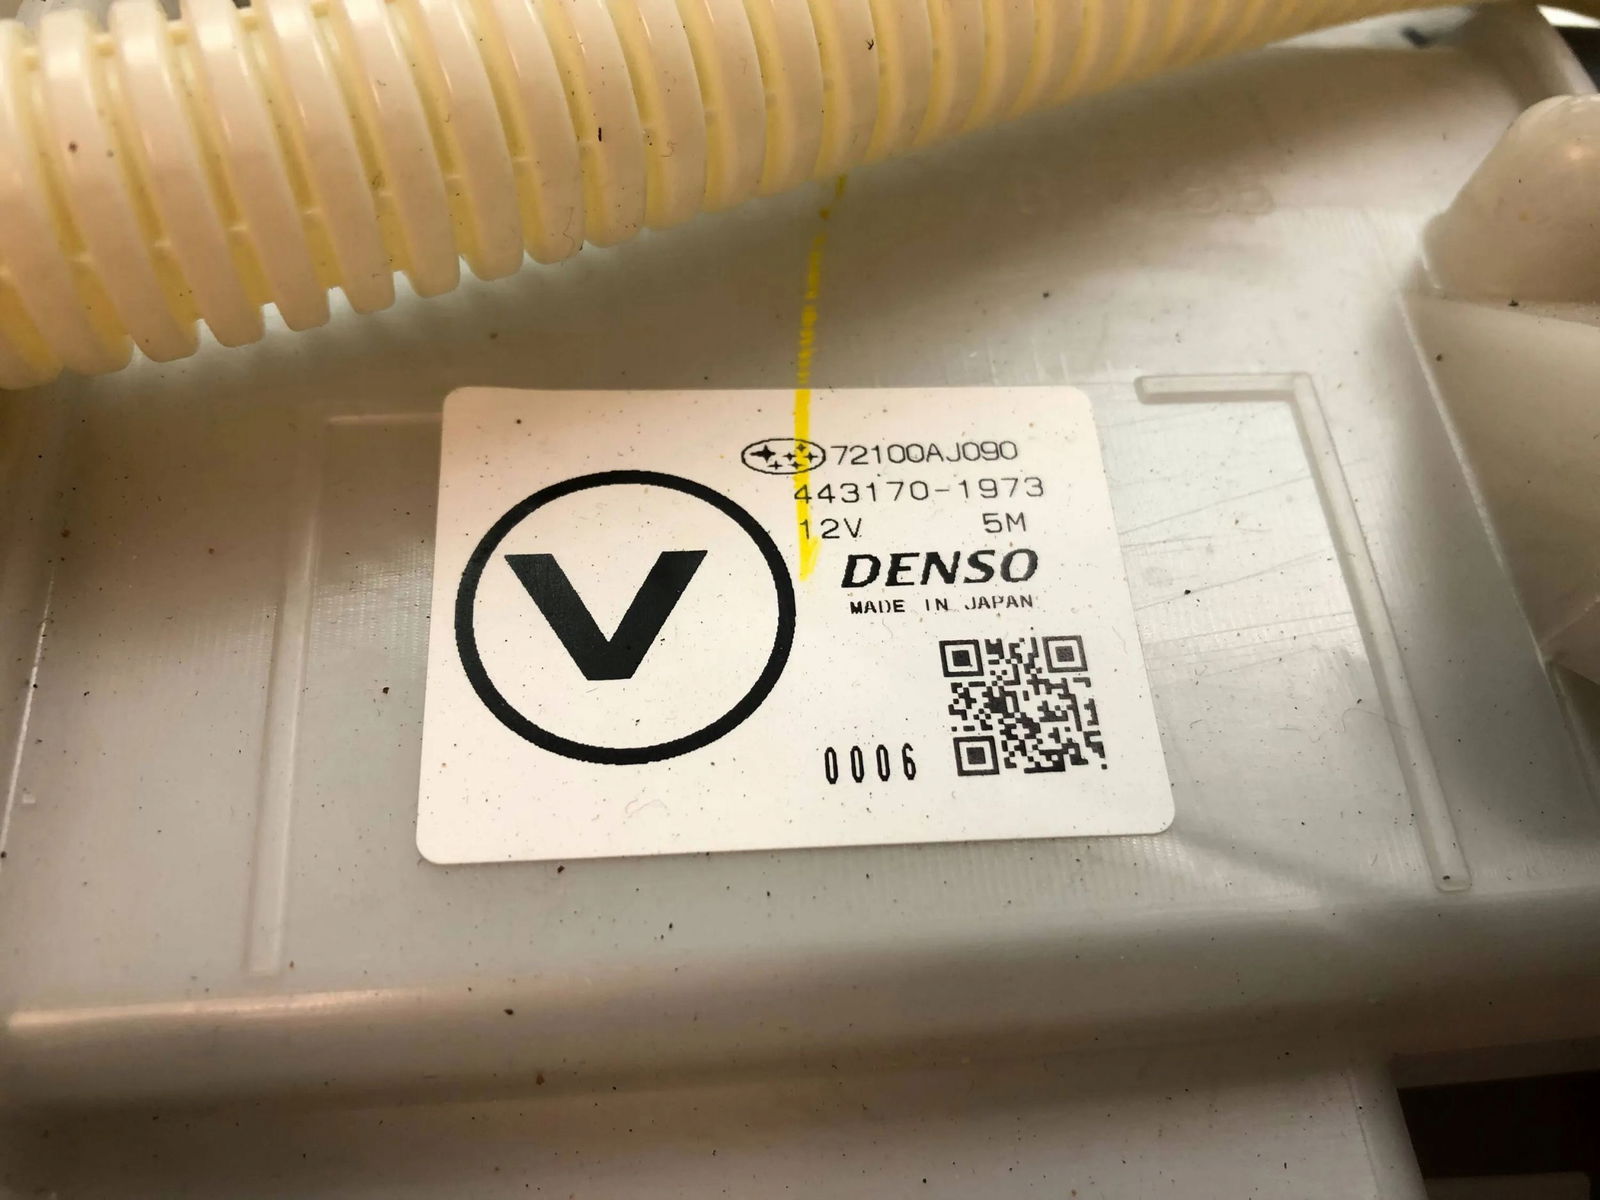 72100AJ090
443170-1973
12V 5M
DENSO
MADE IN JAPAN
V
0006